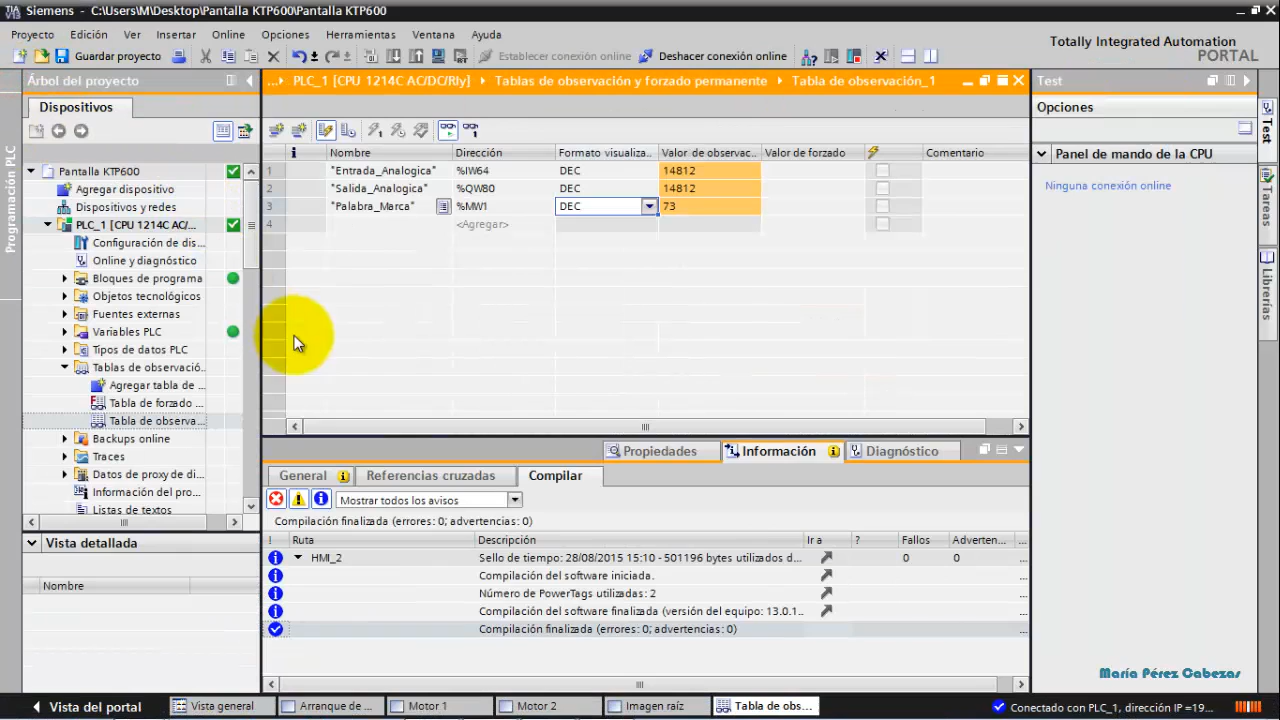 Siemens - C:\Users\M\Desktop\Pantalla KTP600\Pantalla KTP600
Proyecto Edición Ver Insertar Online Opciones Herramientas Ventana Ayuda
Totally Integrated Automation
PORTAL
Guardar proyecto
Establecer conexión online
Deshacer conexión online
Programación PLC
Árbol del proyecto
Dispositivos
Pantalla KTP600
Agregar dispositivo
Dispositivos y redes
PLC_1 [CPU 1214C AC/...
Configuración de dis...
Online y diagnóstico
Bloques de programa
Objetos tecnológicos
Fuentes externas
Variables PLC
Tipos de datos PLC
Tablas de observació...
Agregar tabla de ...
Tabla de forzado ...
Tabla de observa...
Backups online
Traces
Datos de proxy de di...
Información del pro...
Listas de textos
Vista detallada
Nombre
... PLC_1 [CPU 1214C AC/DC/Rly] Tablas de observación y forzado permanente Tabla de observación_1
i Nombre Dirección Formato visualiza... Valor de observac... Valor de forzado Comentario
1 "Entrada_Analogica" %IW64 DEC 14812
2 "Salida_Analogica" %QW80 DEC 14812
3 "Palabra_Marca" %MW1 DEC 73
4 <Agregar>
Propiedades Información Diagnóstico
General Referencias cruzadas Compilar
Mostrar todos los avisos
Compilación finalizada (errores: 0; advertencias: 0)
! Ruta Descripción Ir a ? Fallos Adverten... ...
HMI_2 Sello de tiempo: 28/08/2015 15:10 - 501196 bytes utilizados d... 0 0 ...
Compilación del software iniciada. ...
Número de PowerTags utilizadas: 2 ...
Compilación del software finalizada (versión del equipo: 13.0.1... ...
Compilación finalizada (errores: 0; advertencias: 0) ...
Test
Opciones
Panel de mando de la CPU
Ninguna conexión online
Test
Tareas
Librerías
María Pérez Cabezas
Vista del portal Vista general Arranque de ... Motor 1 Motor 2 Imagen raíz Tabla de obs... Conectado con PLC_1, dirección IP =19...